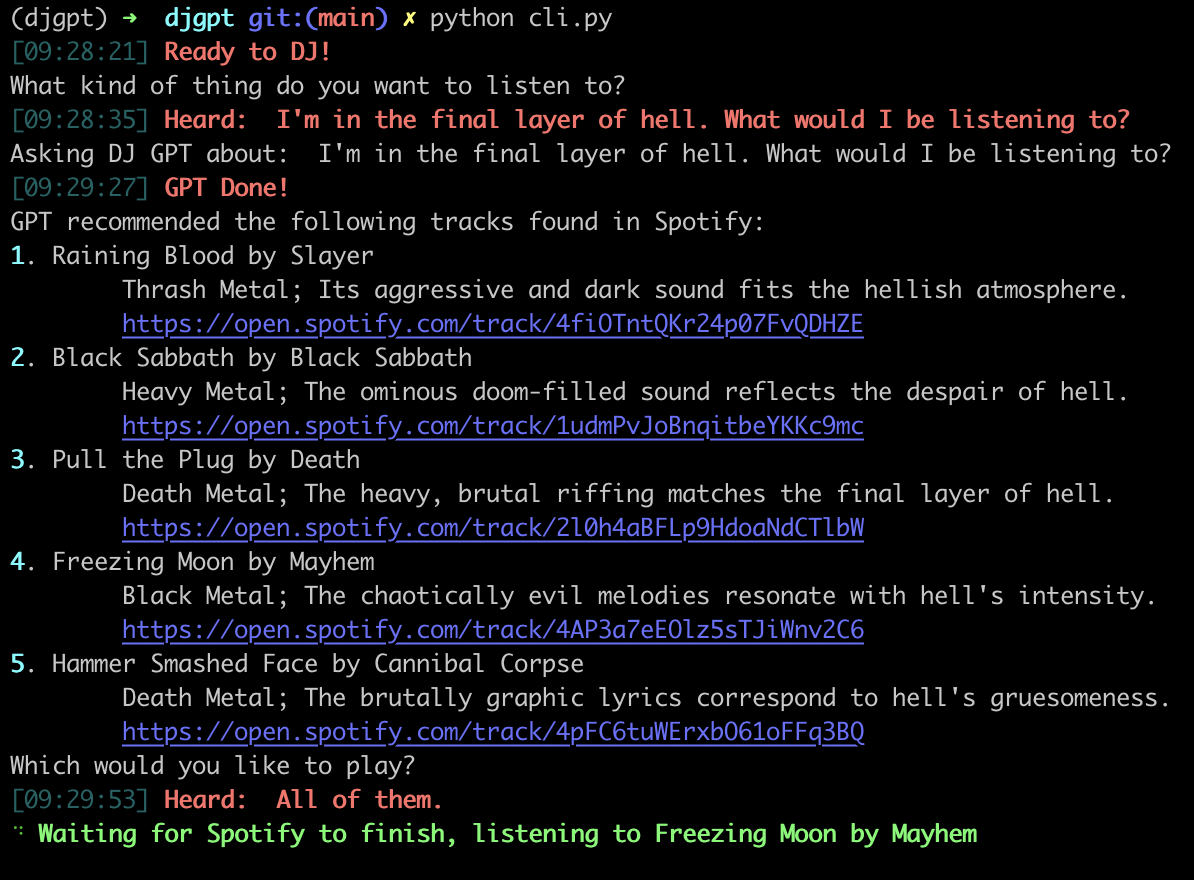 (djgpt) ➜  djgpt git:(main) ✗ python cli.py
[09:28:21] Ready to DJ!
What kind of thing do you want to listen to?
[09:28:35] Heard:  I'm in the final layer of hell. What would I be listening to?
Asking DJ GPT about:  I'm in the final layer of hell. What would I be listening to?
[09:29:27] GPT Done!
GPT recommended the following tracks found in Spotify:
1. Raining Blood by Slayer
Thrash Metal; Its aggressive and dark sound fits the hellish atmosphere.
https://open.spotify.com/track/4fiOTntQKr24p07FvQDHZE
2. Black Sabbath by Black Sabbath
Heavy Metal; The ominous doom-filled sound reflects the despair of hell.
https://open.spotify.com/track/1udmPvJoBnqitbeYKKc9mc
3. Pull the Plug by Death
Death Metal; The heavy, brutal riffing matches the final layer of hell.
https://open.spotify.com/track/2l0h4aBFLp9HdoaNdCTlbW
4. Freezing Moon by Mayhem
Black Metal; The chaotically evil melodies resonate with hell's intensity.
https://open.spotify.com/track/4AP3a7eEOlz5sTJiWnv2C6
5. Hammer Smashed Face by Cannibal Corpse
Death Metal; The brutally graphic lyrics correspond to hell's gruesomeness.
https://open.spotify.com/track/4pFC6tuWErxbO61oFFq3BQ
Which would you like to play?
[09:29:53] Heard:  All of them.
Waiting for Spotify to finish, listening to Freezing Moon by Mayhem